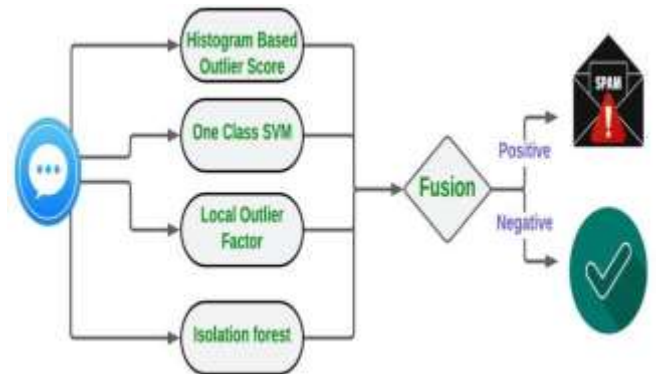 Histogram Based
Outlier Score
One Class SVM
Local Outlier
Factor
Isolation forest
Fusion
Positive
Negative
SPAM